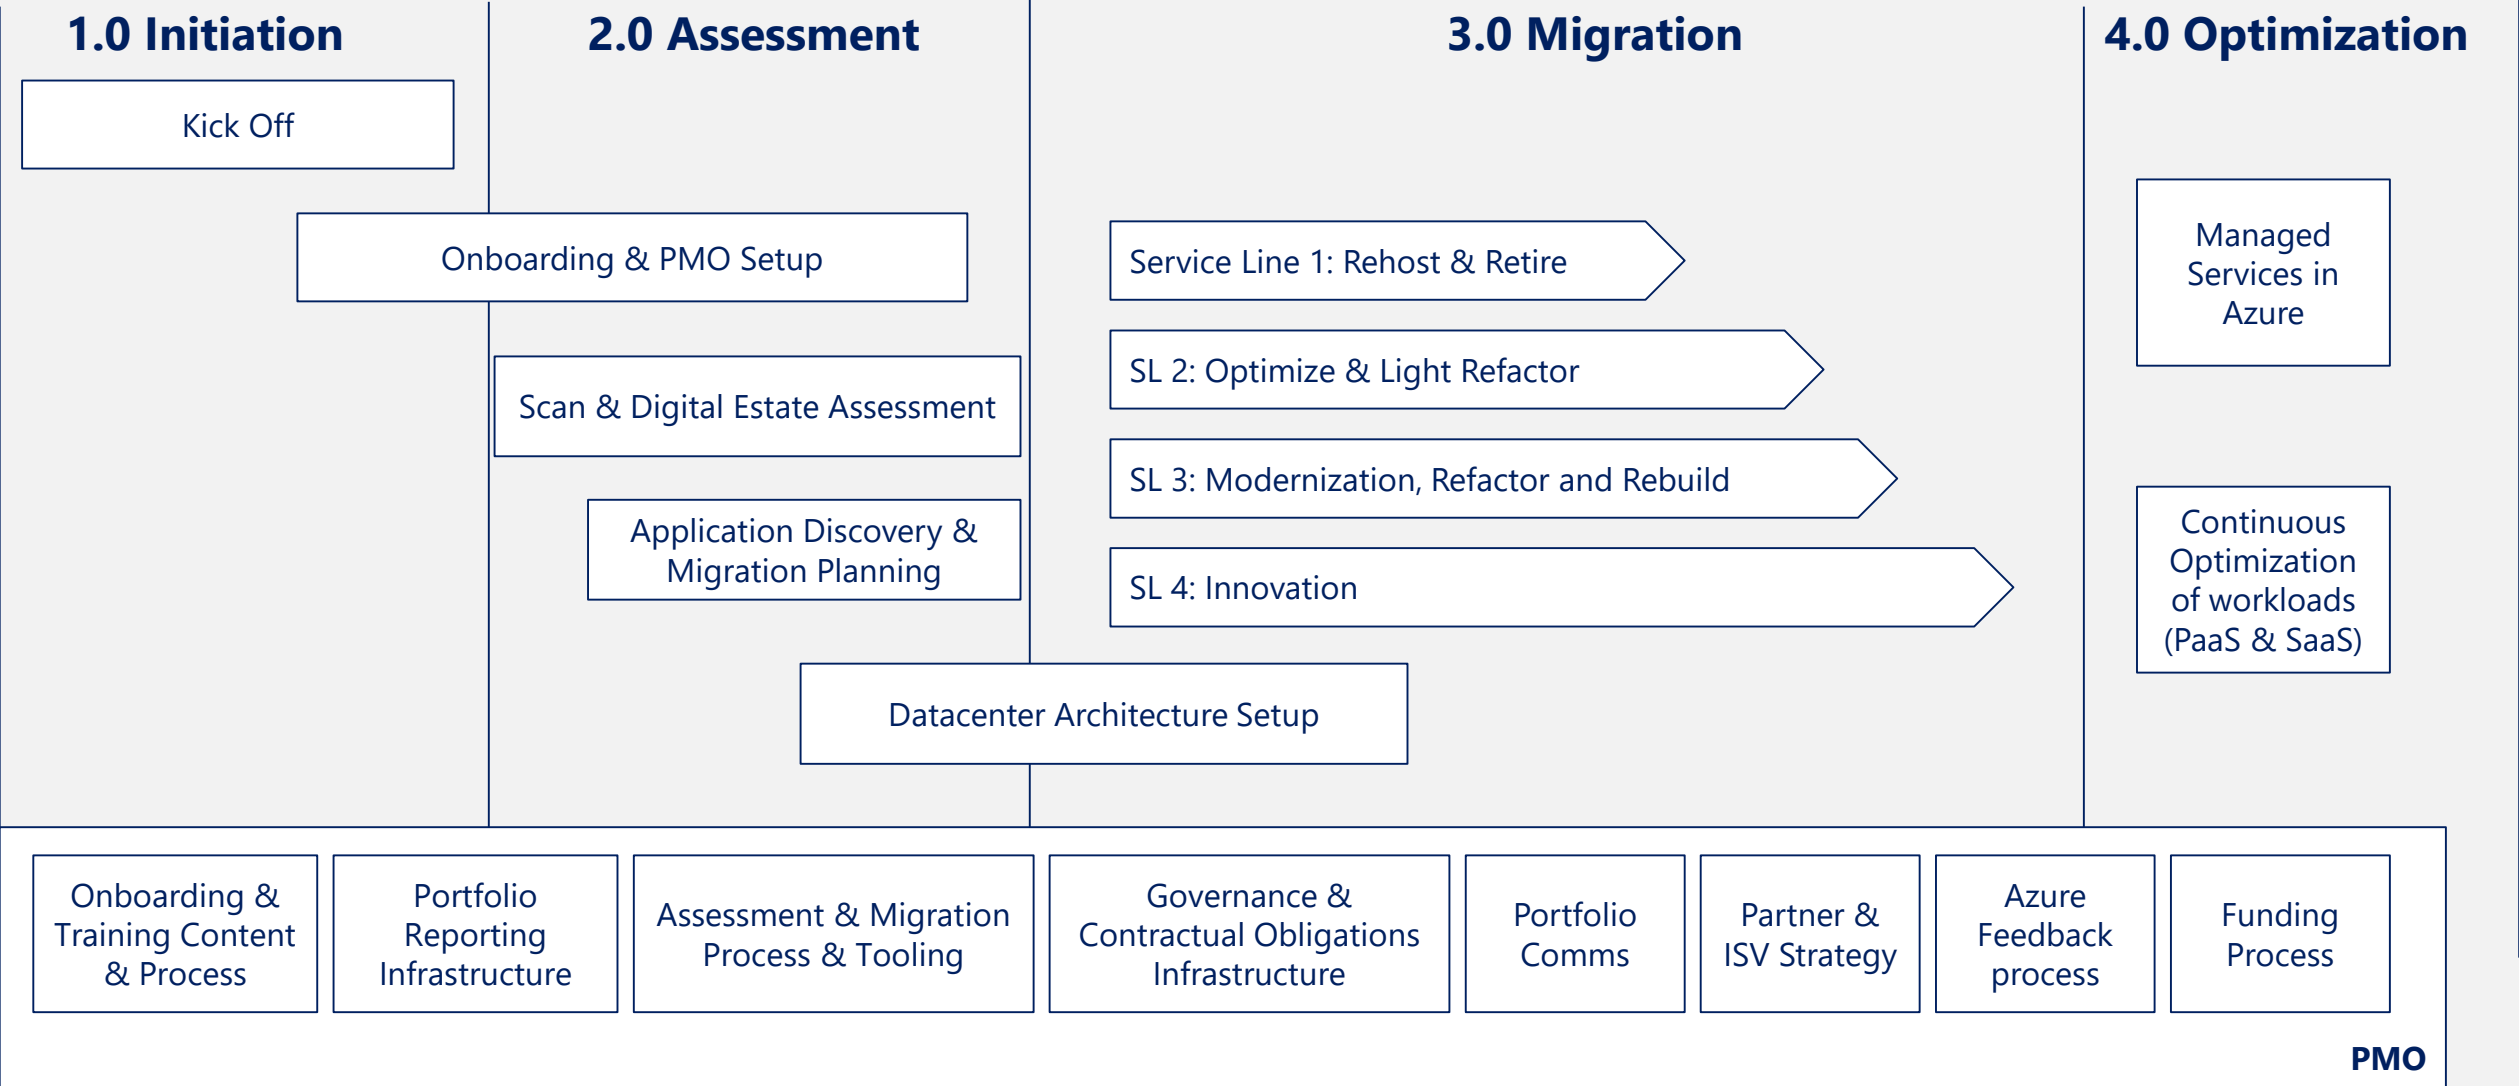 1.0 Initiation
2.0 Assessment
3.0 Migration
4.0 Optimization
Kick Off
Onboarding & PMO Setup
Scan & Digital Estate Assessment
Application Discovery &
Migration Planning
Datacenter Architecture Setup
Service Line 1: Rehost & Retire
SL 2: Optimize & Light Refactor
SL 3: Modernization, Refactor and Rebuild
SL 4: Innovation
Managed
Services in
Azure
Continuous
Optimization
of workloads
(PaaS & SaaS)
Onboarding &
Training Content
& Process
Portfolio
Reporting
Infrastructure
Assessment & Migration
Process & Tooling
Governance &
Contractual Obligations
Infrastructure
Portfolio
Comms
Partner &
ISV Strategy
Azure
Feedback
process
Funding
Process
PMO